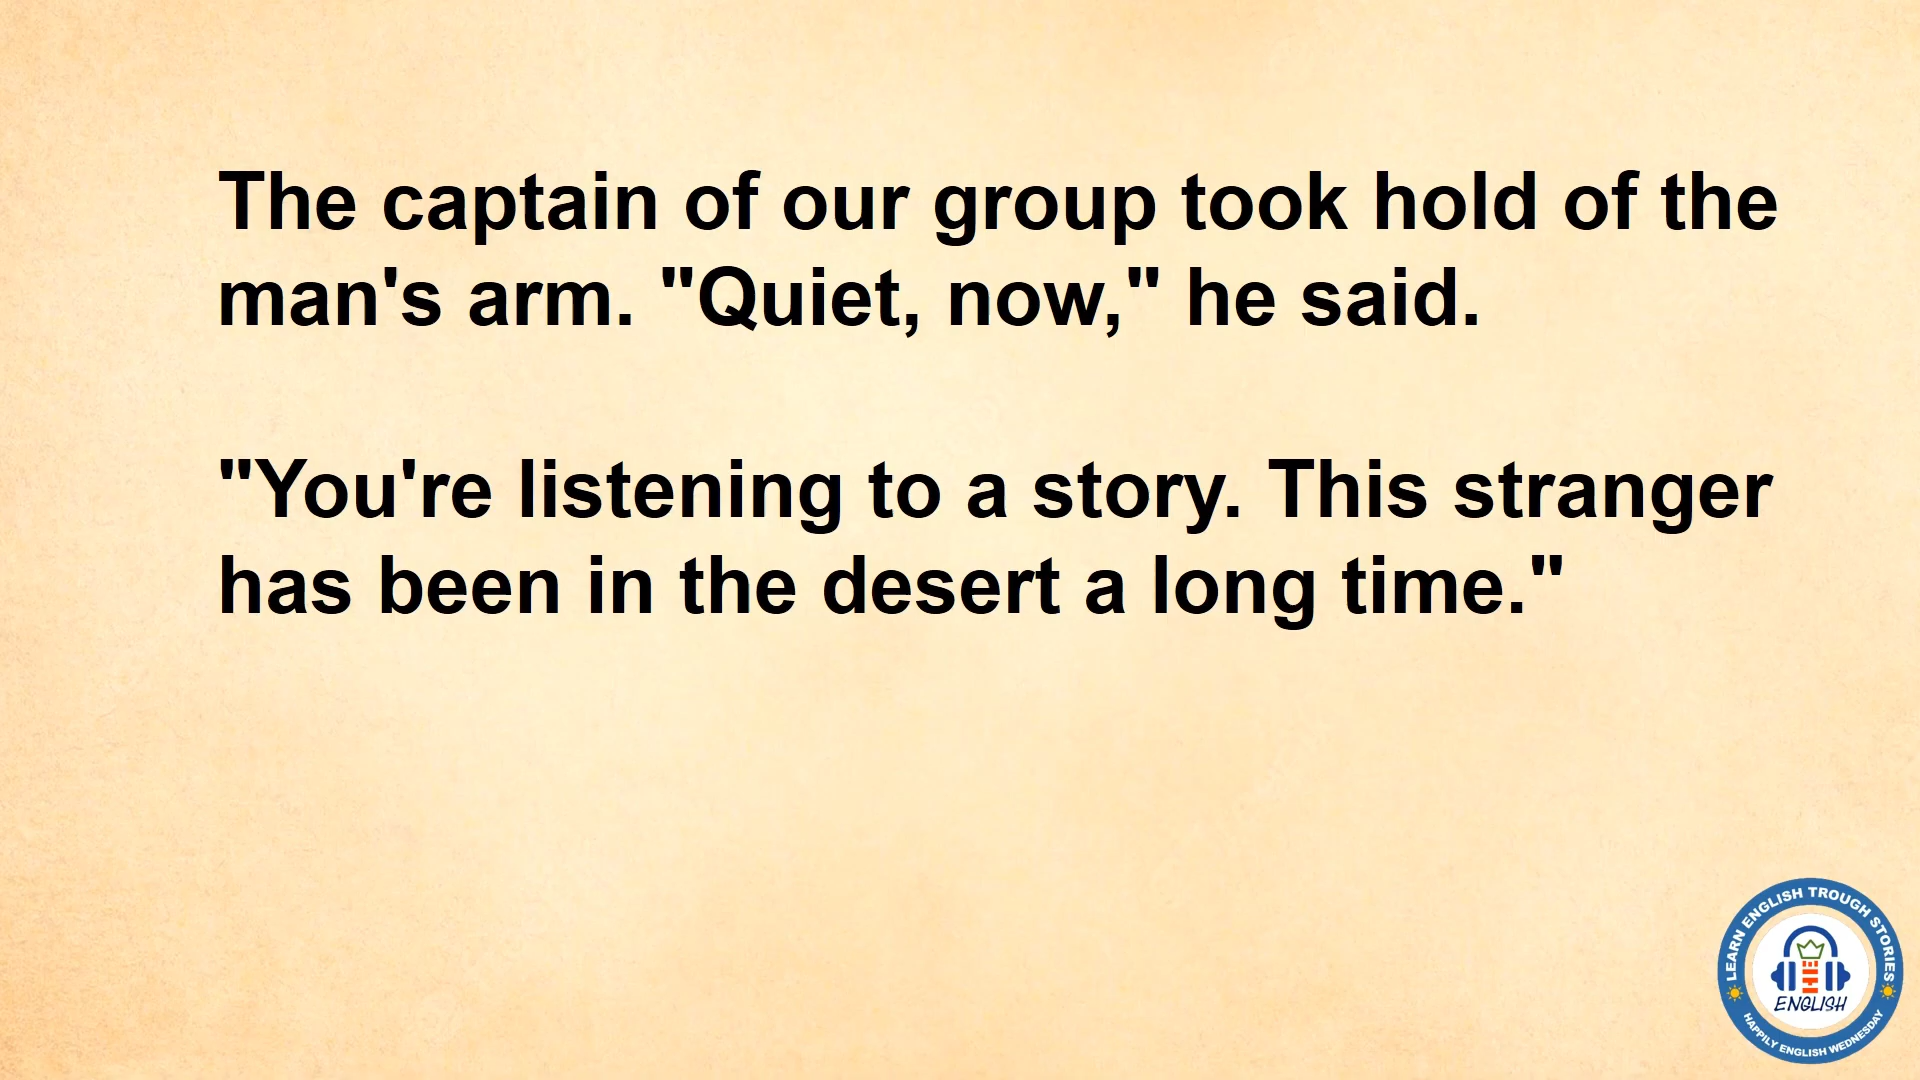 The captain of our group took hold of the
man's arm. "Quiet, now," he said.
"You're listening to a story. This stranger
has been in the desert a long time."
LEARN ENGLISH TROUGH STORIES
ENGLISH
HAPPILY ENGLISH WEDNESDAY